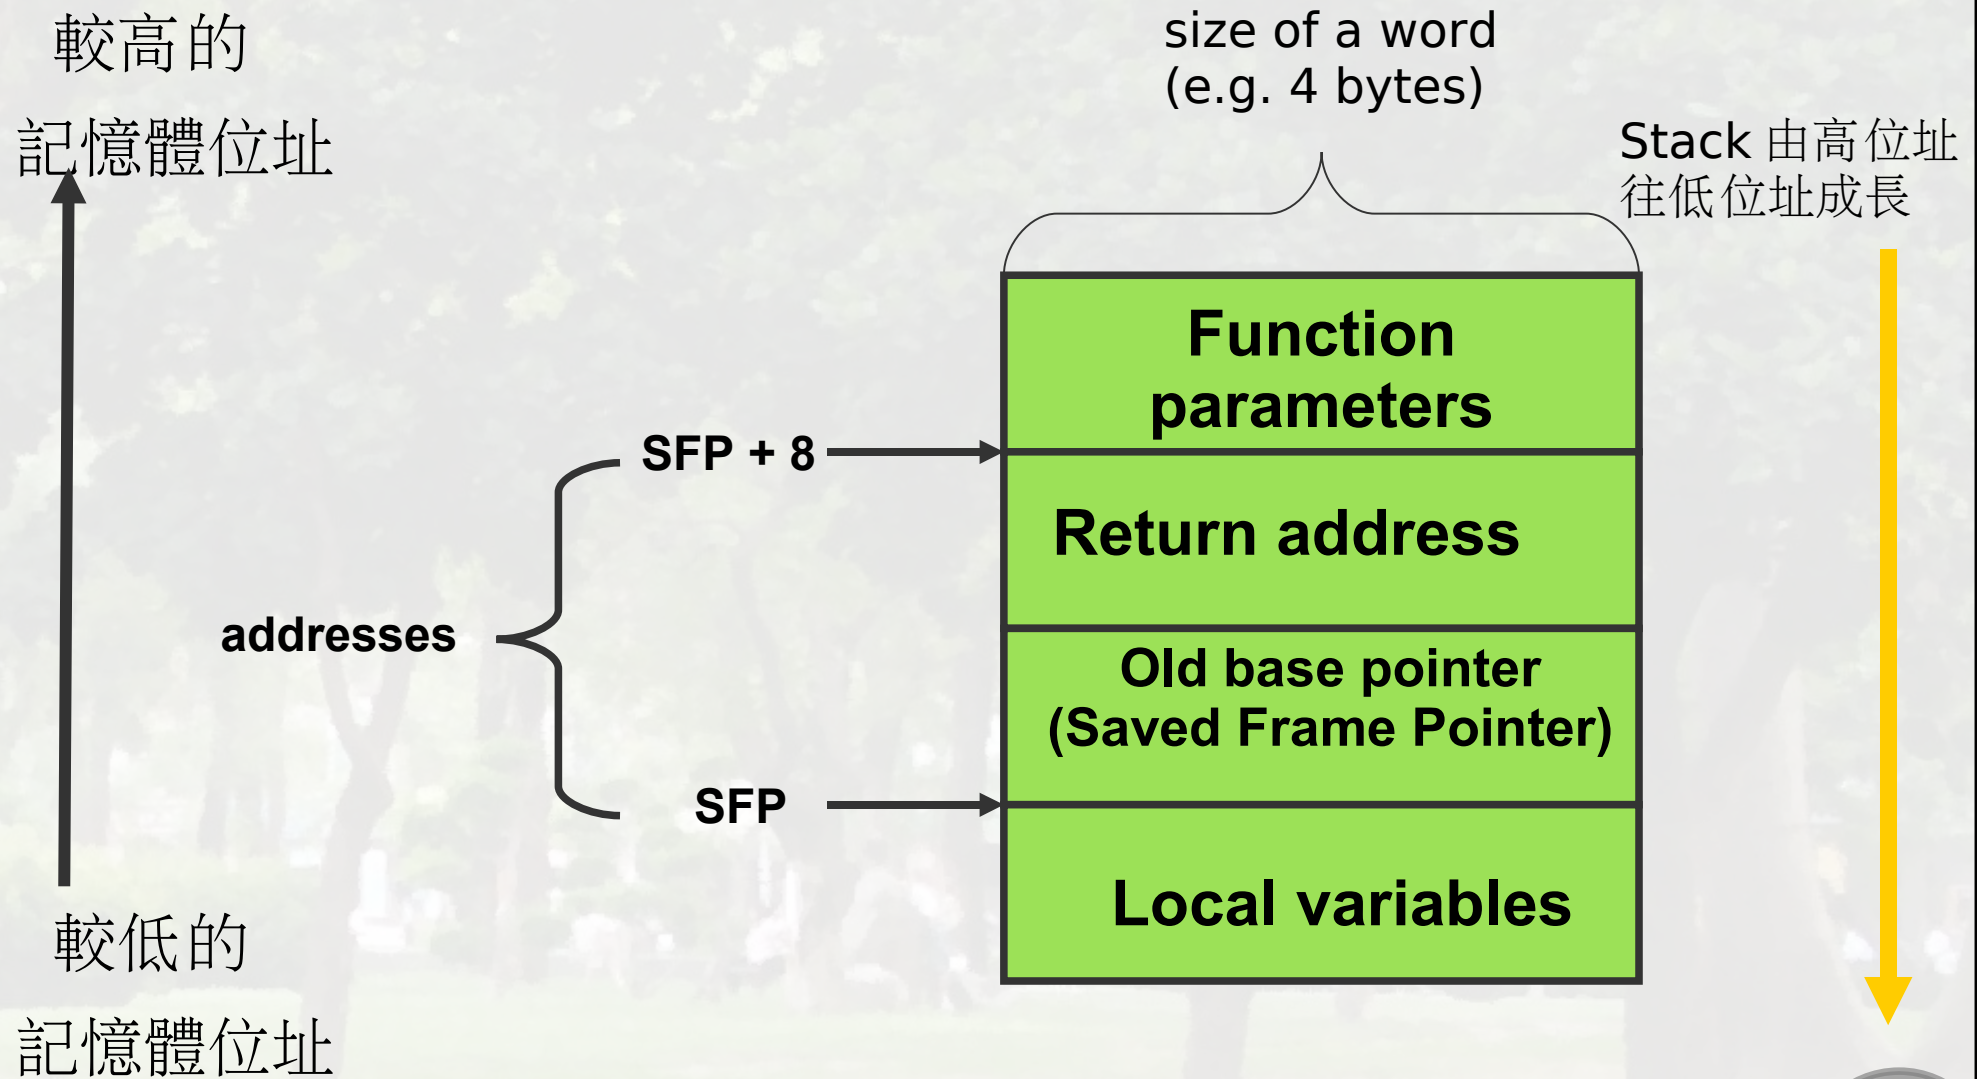 較高的
記憶體位址
size of a word
(e.g. 4 bytes)
Stack 由高位址
往低位址成長
Function
parameters
SFP + 8
Return address
addresses
Old base pointer
(Saved Frame Pointer)
SFP
Local variables
較低的
記憶體位址